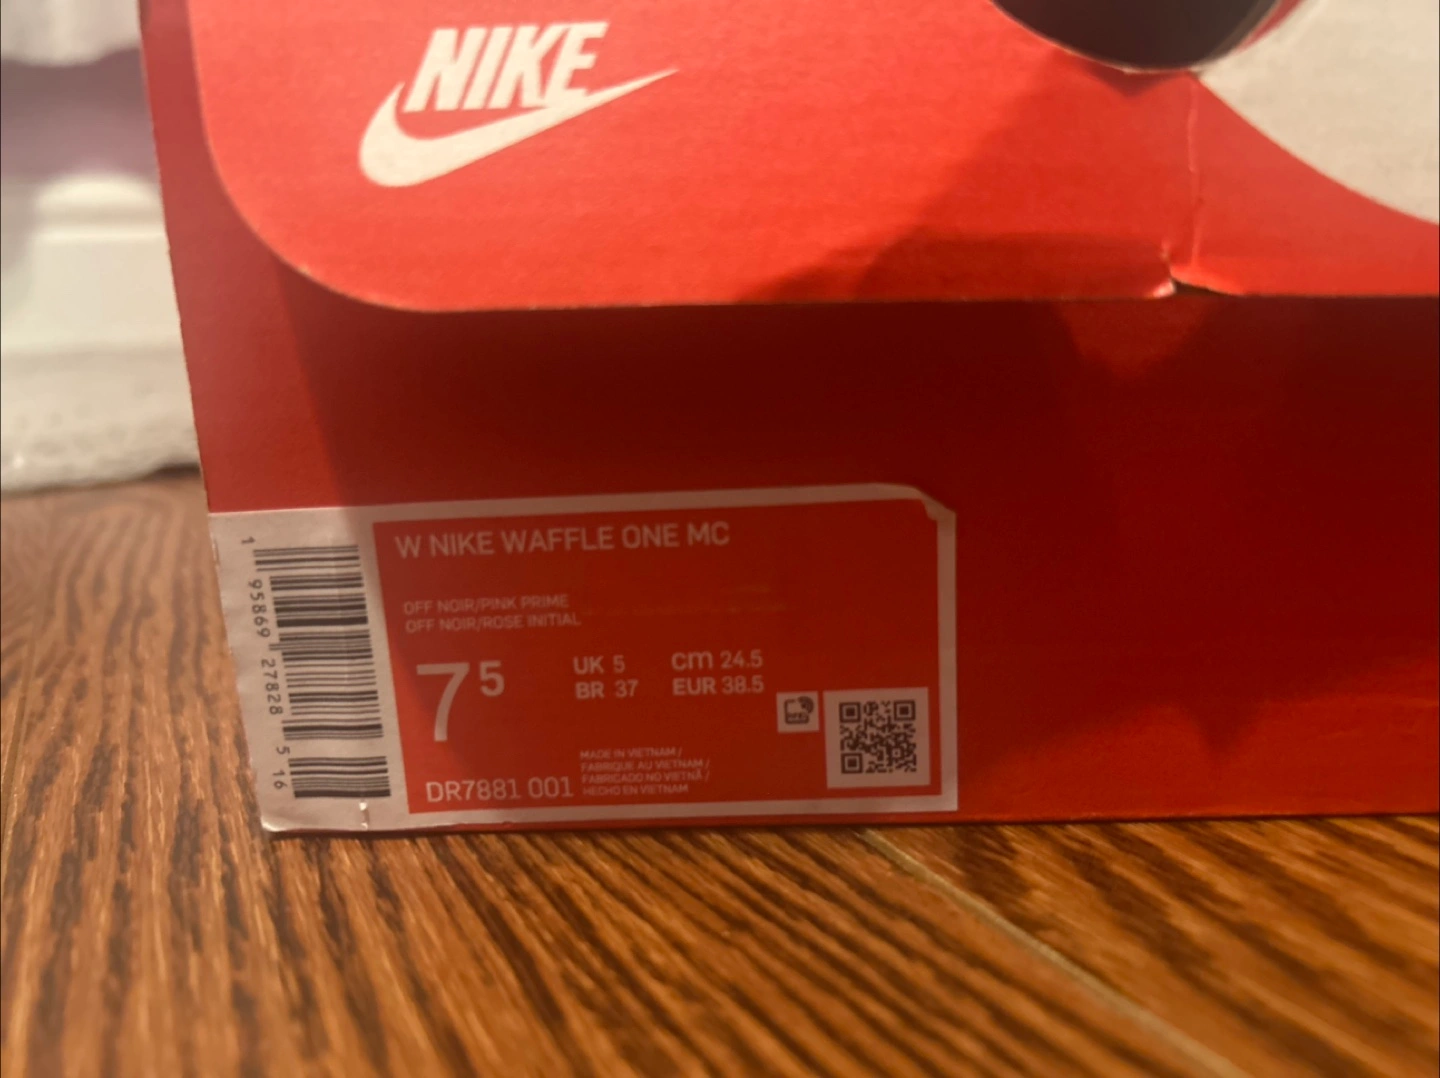 NIKE
W NIKE WAFFLE ONE MC
OFF NOIR/PINK PRIME
OFF NOIR/ROSE INITIAL
7 5
UK 5 cm 24.5
BR 37 EUR 38.5
MADE IN VIETNAM /
FABRIQUE AU VIETNAM /
FABRICADO NO VIETNÃ /
HECHO EN VIETNAM
DR7881 001
1 95869 27828 5 16